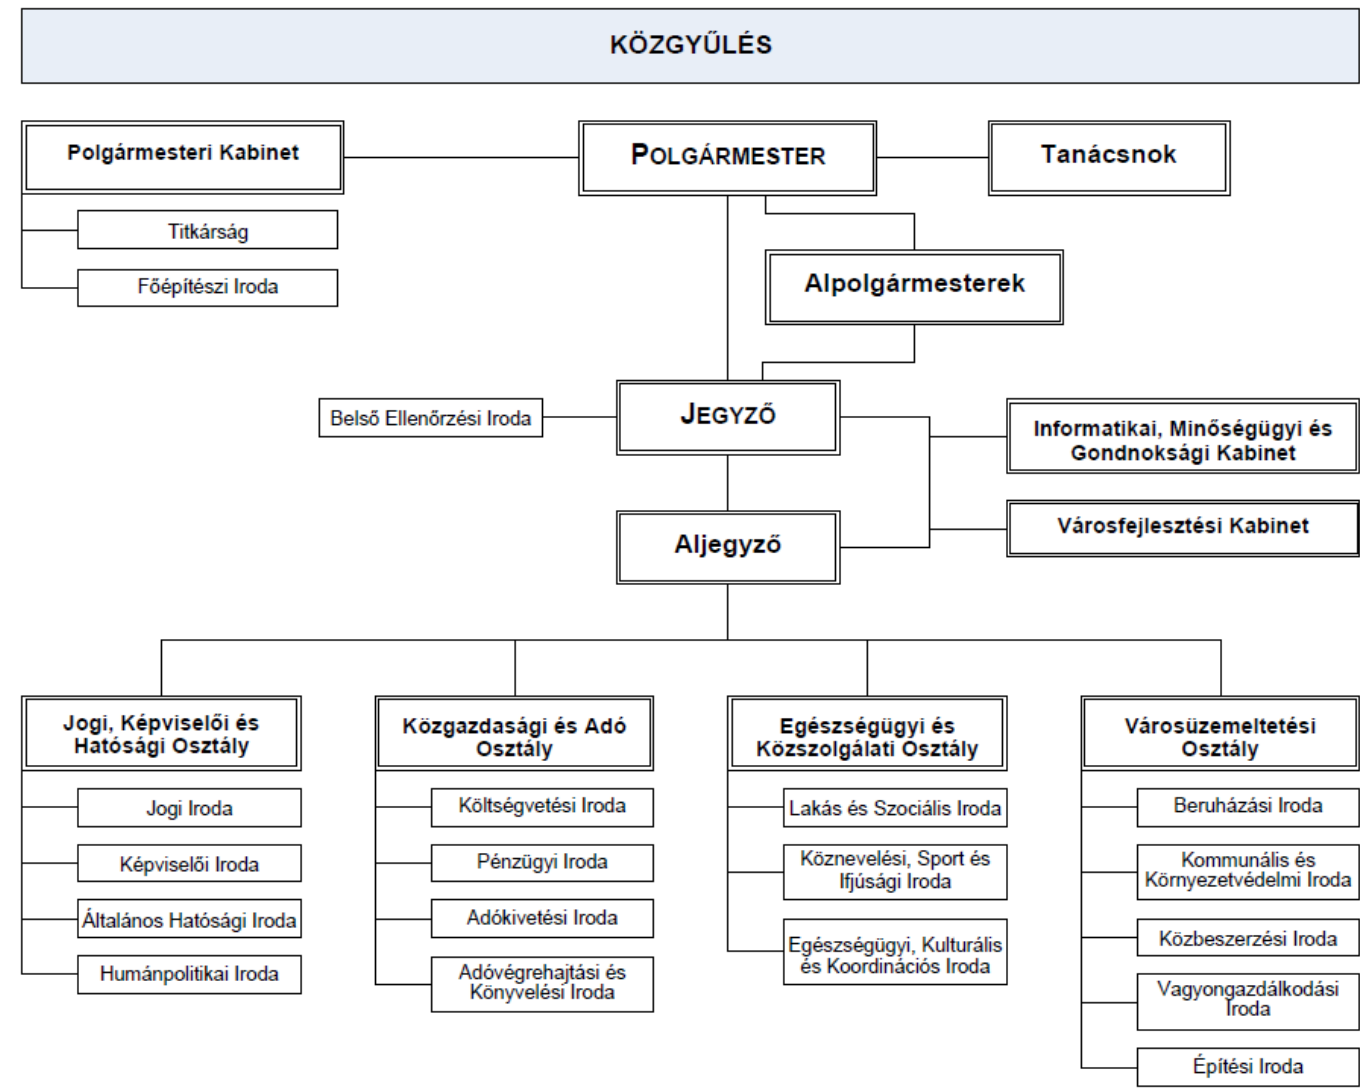 KÖZGYŰLÉS
Polgármesteri Kabinet
POLGÁRMESTER
Tanácsnok
Titkárság
Főépítészi Iroda
Alpolgármesterek
Belső Ellenőrzési Iroda
JEGYZŐ
Informatikai, Minőségügyi és
Gondnoksági Kabinet
Városfejlesztési Kabinet
Aljegyző
Jogi, Képviselői és
Hatósági Osztály
Jogi Iroda
Képviselői Iroda
Általános Hatósági Iroda
Humánpolitikai Iroda
Közgazdasági és Adó
Osztály
Költségvetési Iroda
Pénzügyi Iroda
Adókivetési Iroda
Adóvégrehajtási és
Könyvelési Iroda
Egészségügyi és
Közszolgálati Osztály
Lakás és Szociális Iroda
Köznevelési, Sport és
Ifjúsági Iroda
Egészségügyi, Kulturális
és Koordinációs Iroda
Városüzemeltetési
Osztály
Beruházási Iroda
Kommunális és
Környezetvédelmi Iroda
Közbeszerzési Iroda
Vagyongazdálkodási
Iroda
Építési Iroda